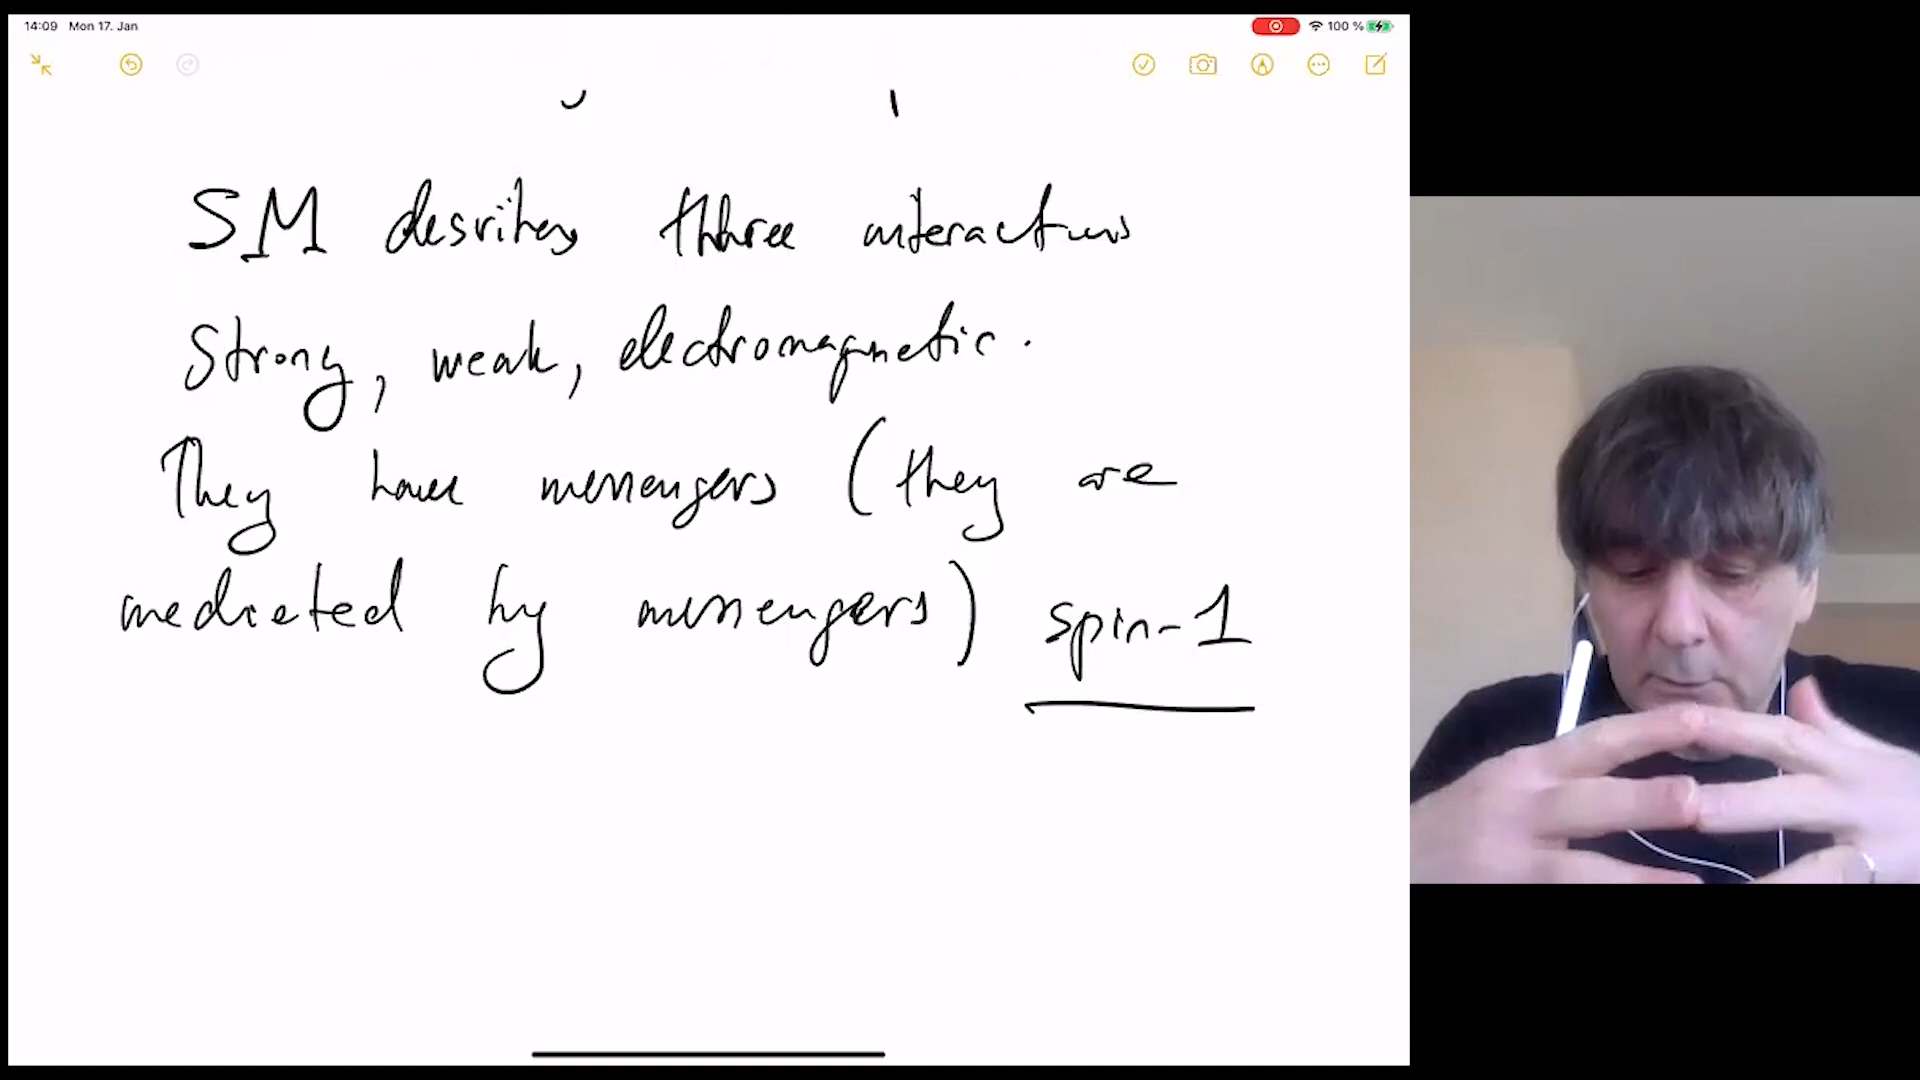 14:09 Mon 17. Jan 100 %
SM desribes three interactions
Strong, weak, electromagnetic.
They have messengers (they are
mediated by messengers) spin-1